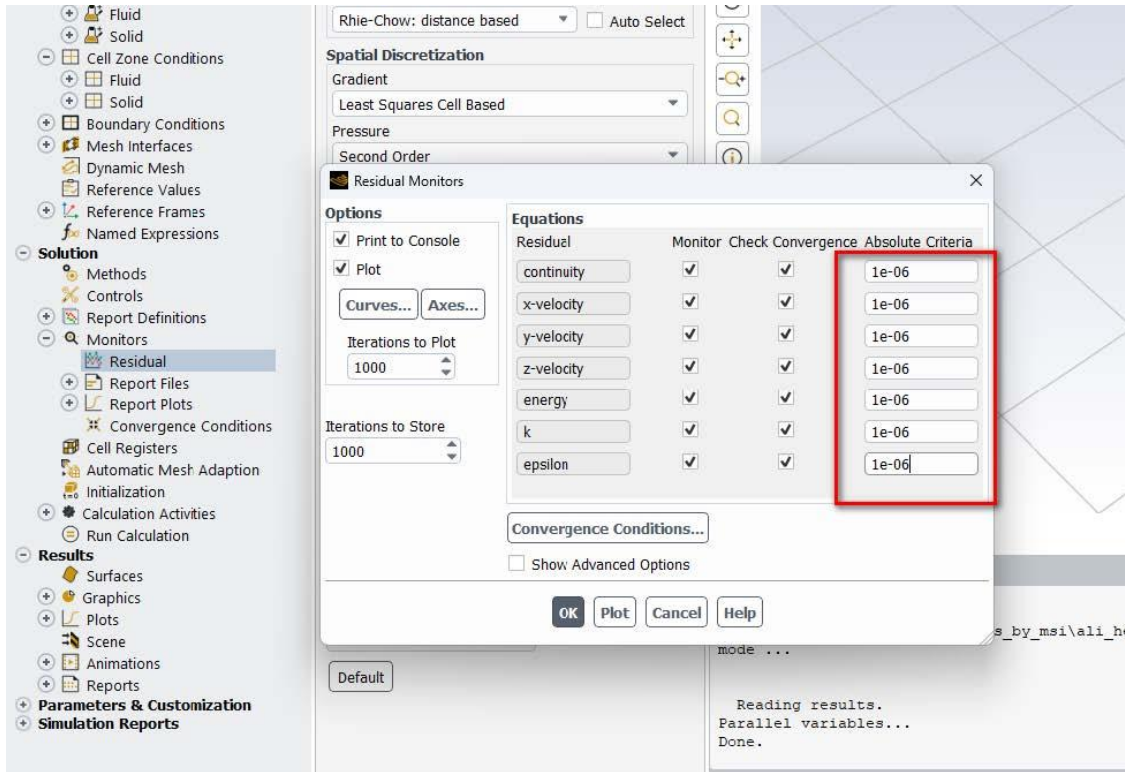 Fluid
Solid
Cell Zone Conditions
Fluid
Solid
Boundary Conditions
Mesh Interfaces
Dynamic Mesh
Reference Values
Reference Frames
Named Expressions
Solution
Methods
Controls
Report Definitions
Monitors
Residual
Report Files
Report Plots
Convergence Conditions
Cell Registers
Automatic Mesh Adaption
Initialization
Calculation Activities
Run Calculation
Results
Surfaces
Graphics
Plots
Scene
Animations
Reports
Parameters & Customization
Simulation Reports
Rhie-Chow: distance based Auto Select
Spatial Discretization
Gradient
Least Squares Cell Based
Pressure
Second Order
Residual Monitors
Options
Print to Console
Plot
Curves... Axes...
Iterations to Plot
1000
Iterations to Store
1000
Equations
Residual Monitor Check Convergence Absolute Criteria
continuity 1e-06
x-velocity 1e-06
y-velocity 1e-06
z-velocity 1e-06
energy 1e-06
k 1e-06
epsilon 1e-06
Convergence Conditions...
Show Advanced Options
OK Plot Cancel Help
Default
s_by_msi\ali_he
mode ...
Reading results.
Parallel variables...
Done.